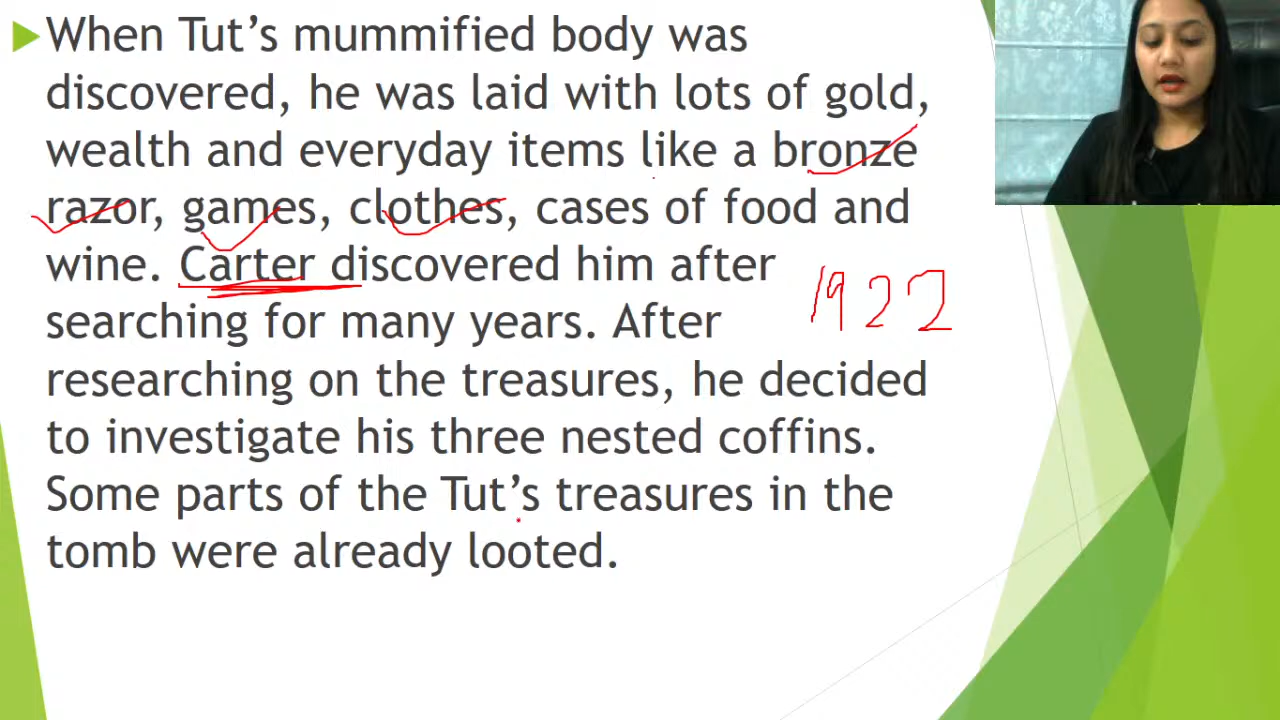 When Tut’s mummified body was
discovered, he was laid with lots of gold,
wealth and everyday items like a bronze
razor, games, clothes, cases of food and
wine. Carter discovered him after
1922
searching for many years. After
researching on the treasures, he decided
to investigate his three nested coffins.
Some parts of the Tut’s treasures in the
tomb were already looted.